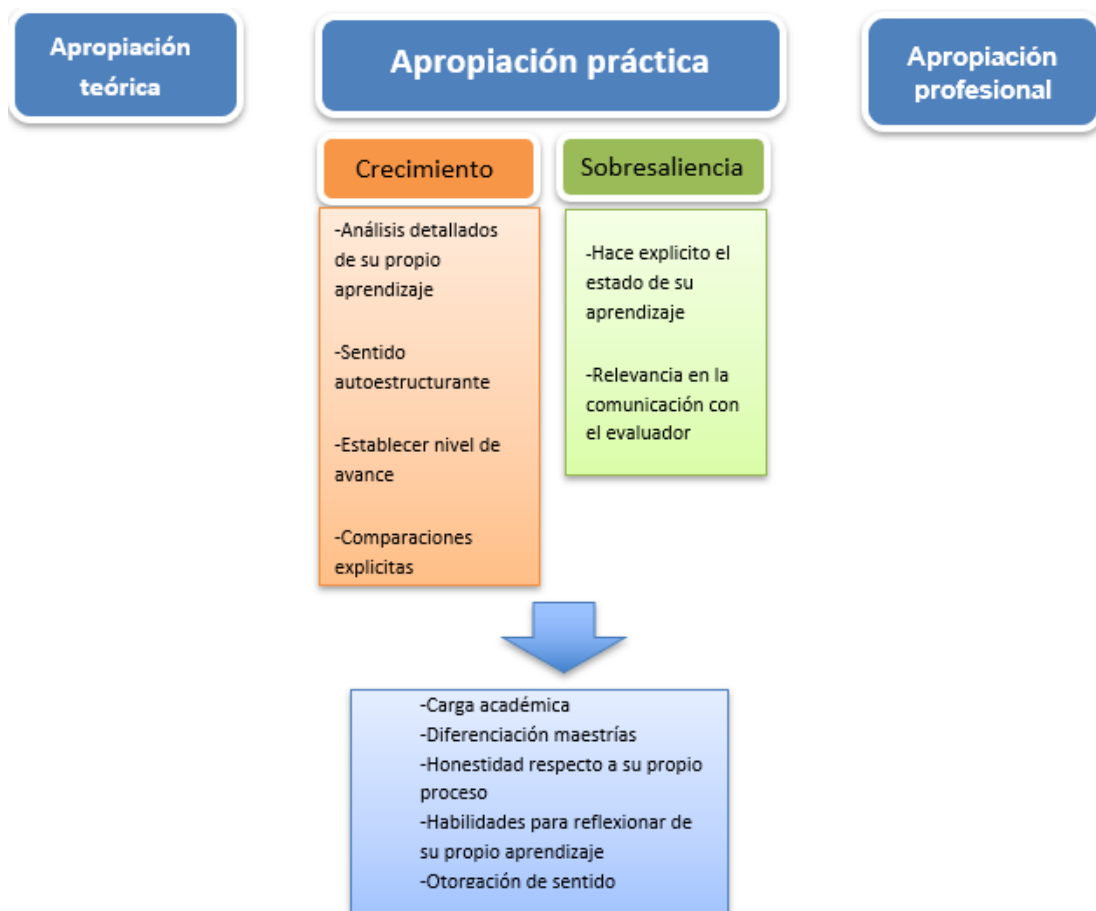 Apropiación
teórica
Apropiación práctica
Apropiación
profesional
Crecimiento
-Análisis detallados
de su propio
aprendizaje
-Sentido
autoestructurante
-Establecer nivel de
avance
-Comparaciones
explicitas
Sobresaliencia
-Hace explicito el
estado de su
aprendizaje
-Relevancia en la
comunicación con
el evaluador
-Carga académica
-Diferenciación maestrías
-Honestidad respecto a su propio
proceso
-Habilidades para reflexionar de
su propio aprendizaje
-Otorgación de sentido